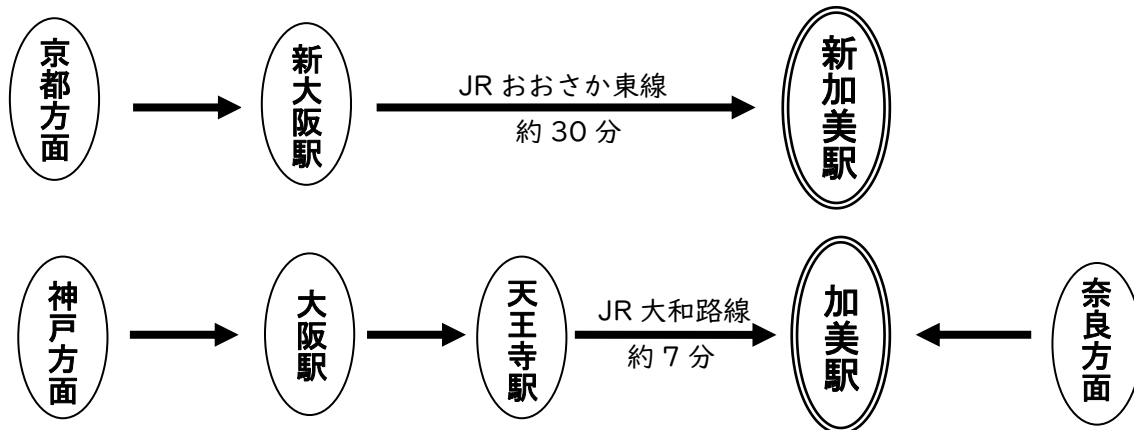 京都方面
新大阪駅
JR おおさか東線
約 30 分
新加美駅
神戸方面
大阪駅
天王寺駅
JR 大和路線
約 7 分
加美駅
奈良方面